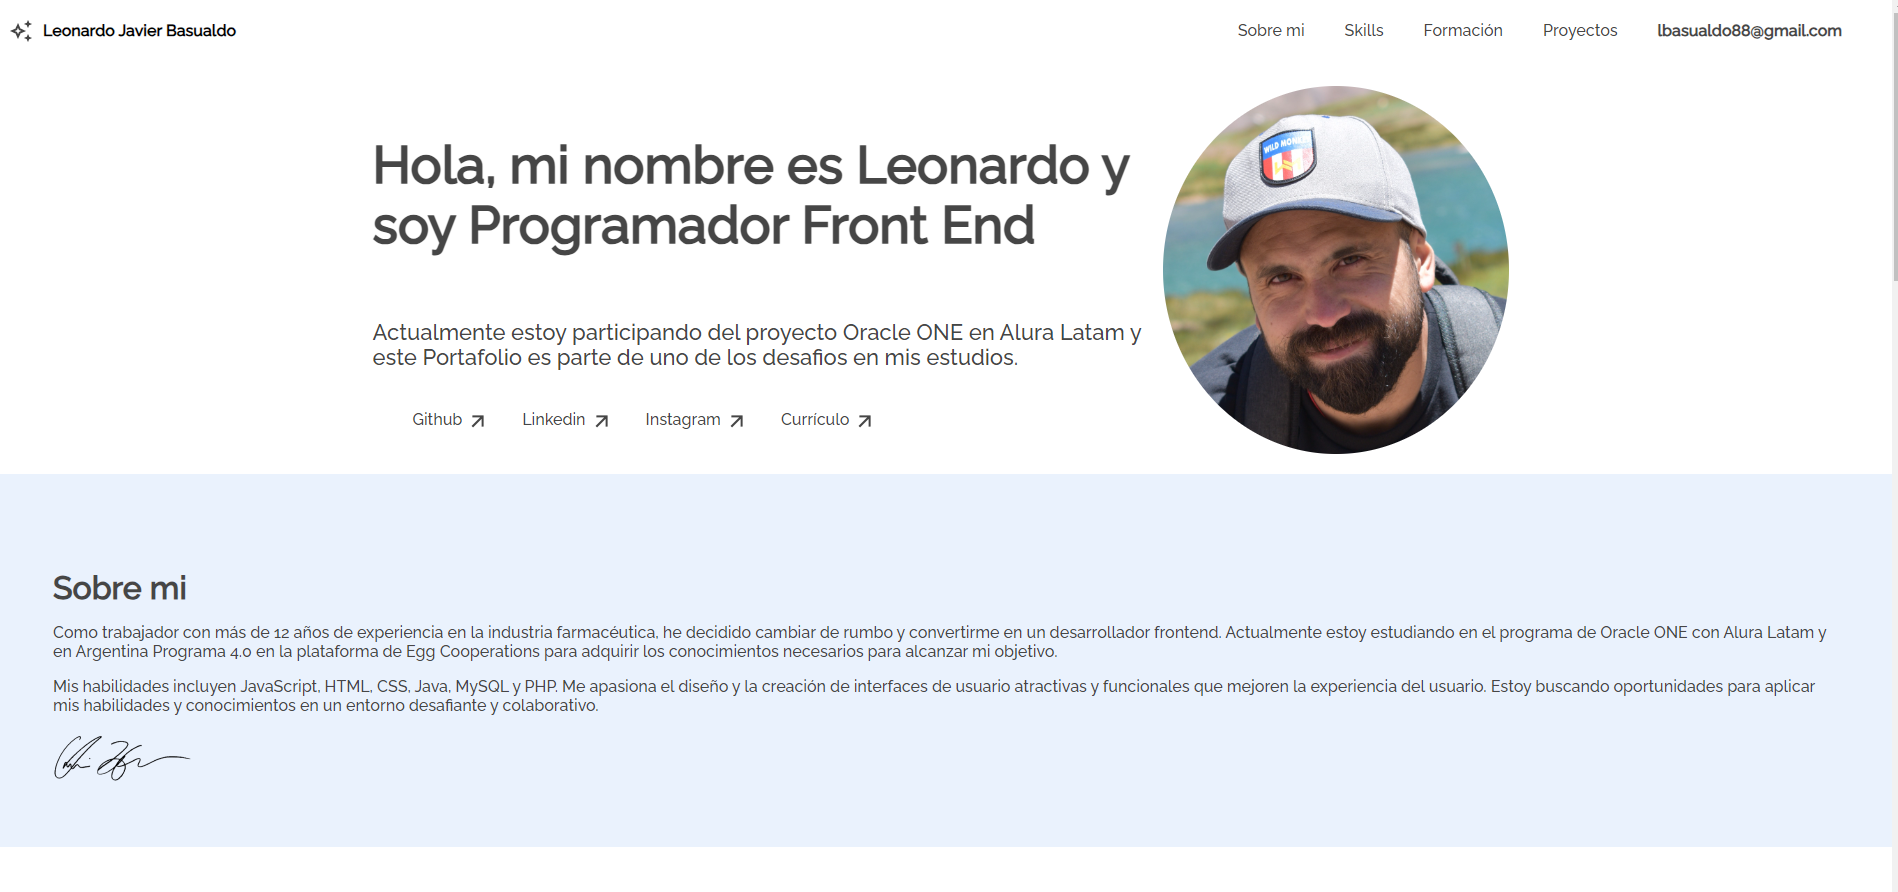 Leonardo Javier Basualdo
Sobre mi
Skills
Formación
Proyectos
lbasualdo88@gmail.com
Hola, mi nombre es Leonardo y
soy Programador Front End
WILD MONKEY
Actualmente estoy participando del proyecto Oracle ONE en Alura Latam y
este Portafolio es parte de uno de los desafios en mis estudios.
Github
Linkedin
Instagram
Currículo
Sobre mi
Como trabajador con más de 12 años de experiencia en la industria farmacéutica, he decidido cambiar de rumbo y convertirme en un desarrollador frontend. Actualmente estoy estudiando en el programa de Oracle ONE con Alura Latam y
en Argentina Programa 4.0 en la plataforma de Egg Cooperations para adquirir los conocimientos necesarios para alcanzar mi objetivo.
Mis habilidades incluyen JavaScript, HTML, CSS, Java, MySQL y PHP. Me apasiona el diseño y la creación de interfaces de usuario atractivas y funcionales que mejoren la experiencia del usuario. Estoy buscando oportunidades para aplicar
mis habilidades y conocimientos en un entorno desafiante y colaborativo.